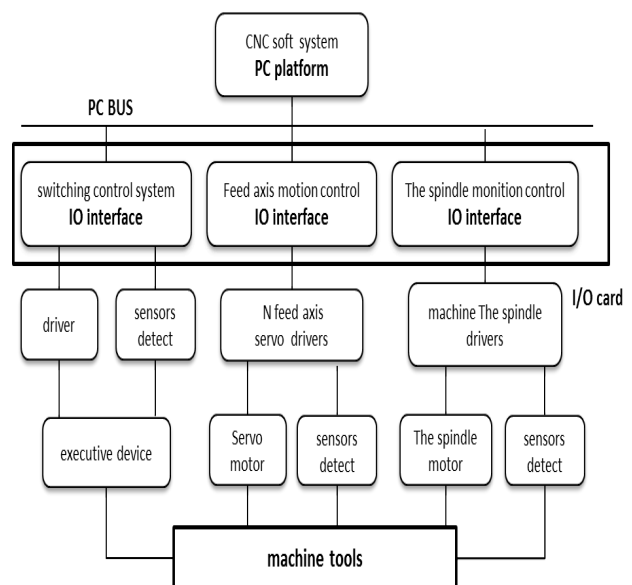 CNC soft system
PC platform
PC BUS
switching control system
IO interface
Feed axis motion control
IO interface
The spindle monition control
IO interface
I/O card
driver
sensors
detect
N feed axis
servo drivers
machine The spindle
drivers
executive device
Servo
motor
sensors
detect
The spindle
motor
sensors
detect
machine tools